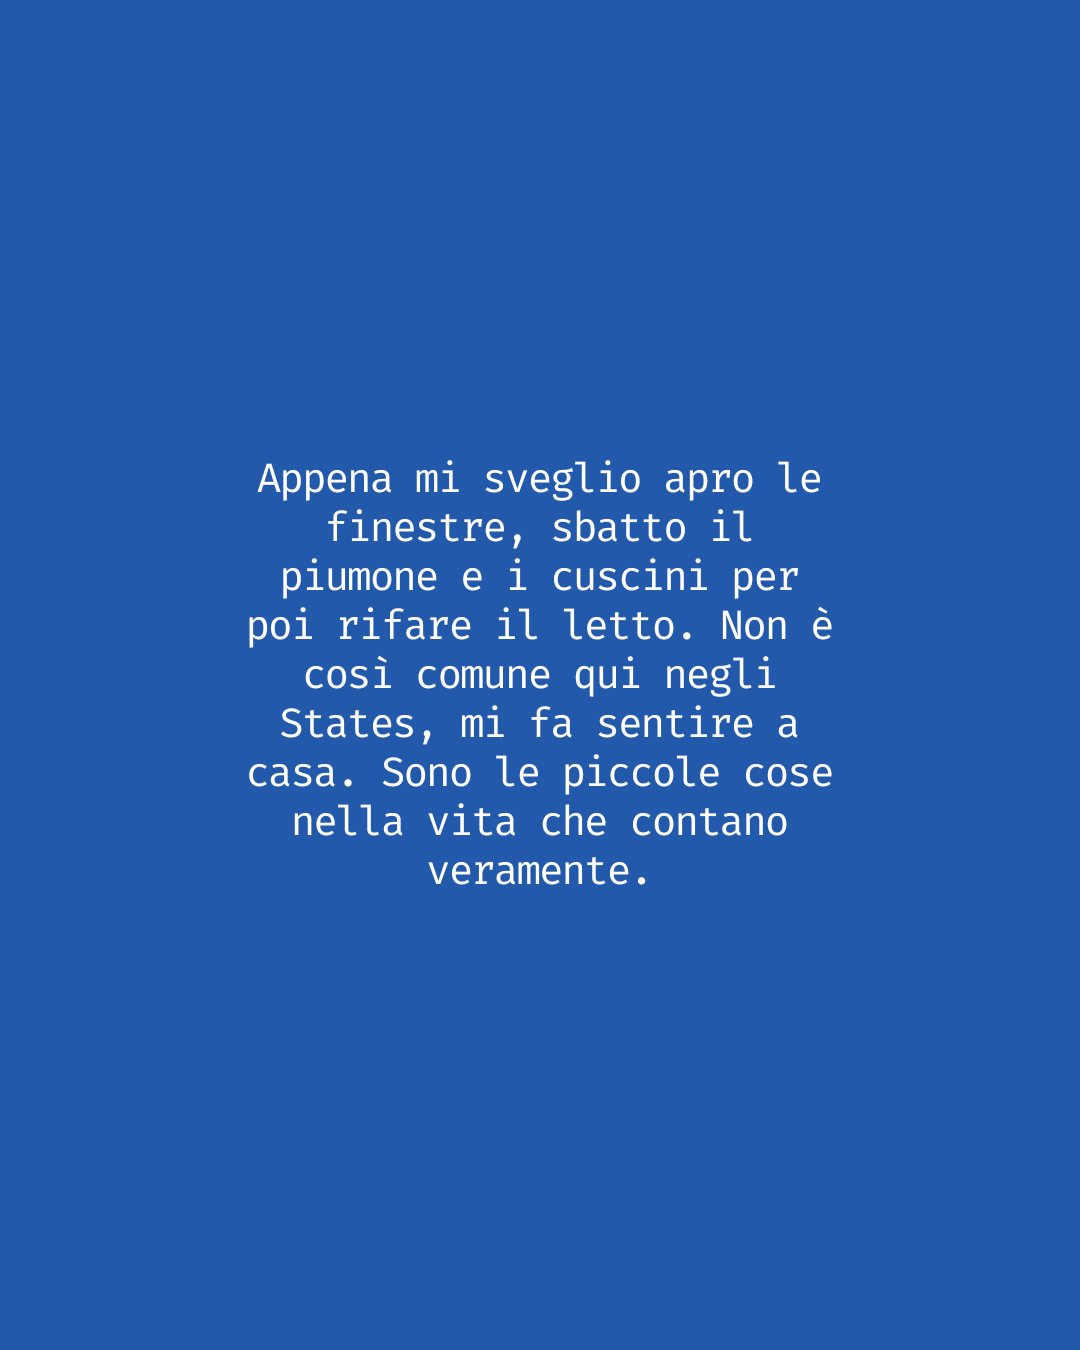 Appena mi sveglio apro le
finestre, sbatto il
piumone e i cuscini per
poi rifare il letto. Non è
così comune qui negli
States, mi fa sentire a
casa. Sono le piccole cose
nella vita che contano
veramente.